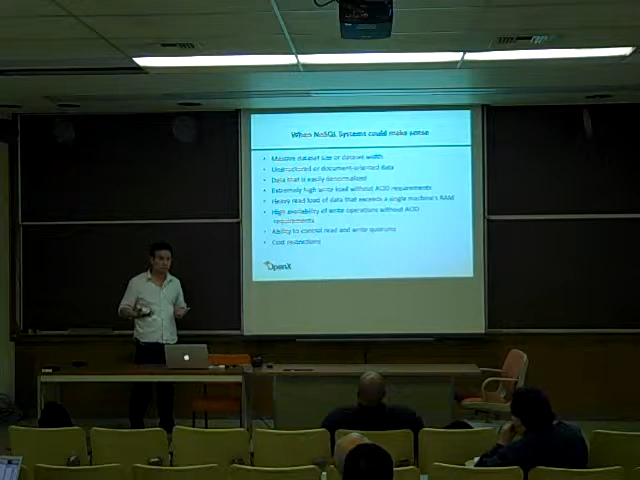 When NoSQL Systems could make sense
• Massive dataset size or dataset width
• Unstructured or document-oriented data
• Data that is easily denormalized
• Extremely high write load without ACID requirements
• Heavy read load of data that exceeds a single machine's RAM
• High availability of write operations without ACID
requirements
• Ability to control read and write quorums
• Cost restrictions
OpenX